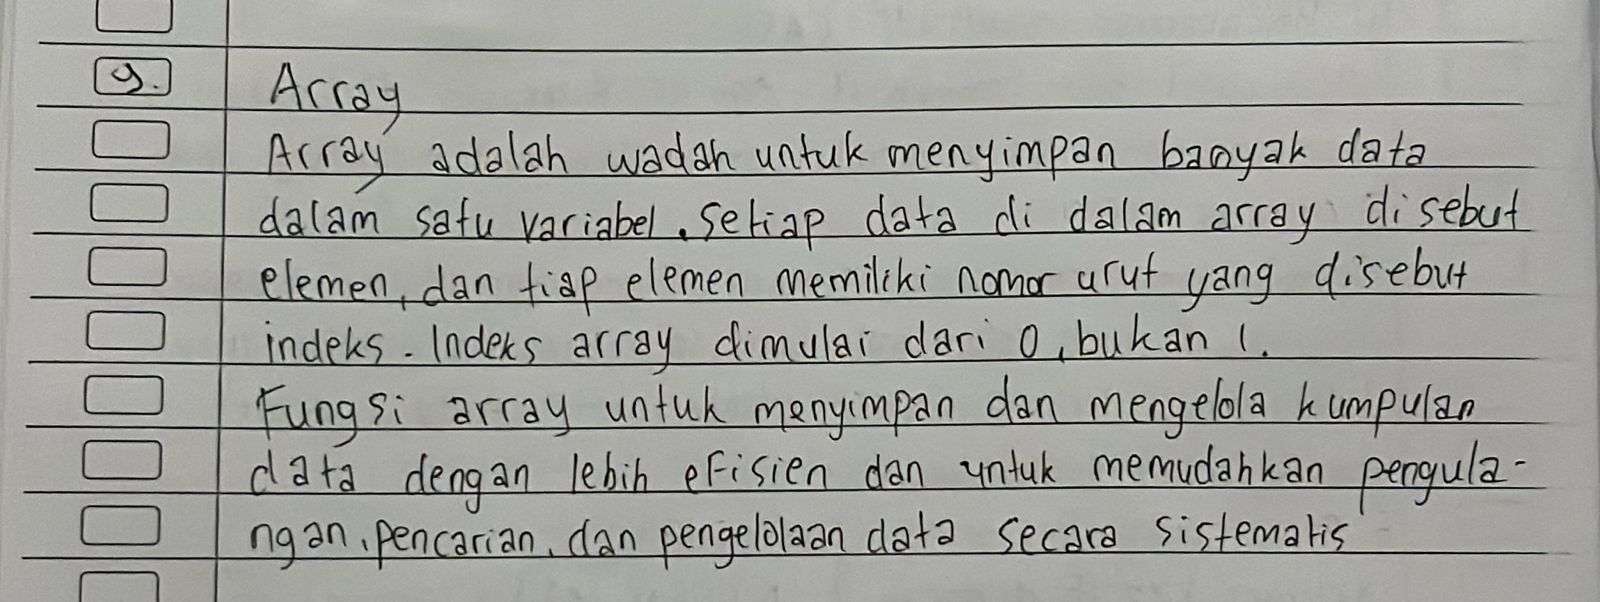 9. Array
Array adalah wadah untuk menyimpan banyak data
dalam satu variabel. Setiap data di dalam array disebut
elemen, dan tiap elemen memiliki nomor urut yang disebut
indeks. Indeks array dimulai dari 0, bukan 1.
Fungsi array untuk menyimpan dan mengelola kumpulan
data dengan lebih efisien dan untuk memudahkan pengula-
ngan, pencarian, dan pengelolaan data secara sistematis